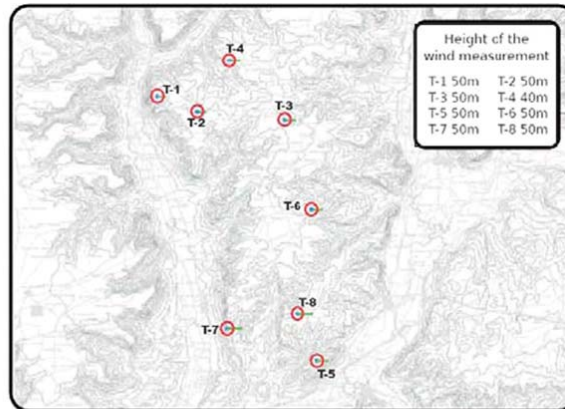 T-4
T-1
T-2
T-3
T-6
T-8
T-7
T-5
Height of the
wind measurement
T-1 50m T-2 50m
T-3 50m T-4 40m
T-5 50m T-6 50m
T-7 50m T-8 50m